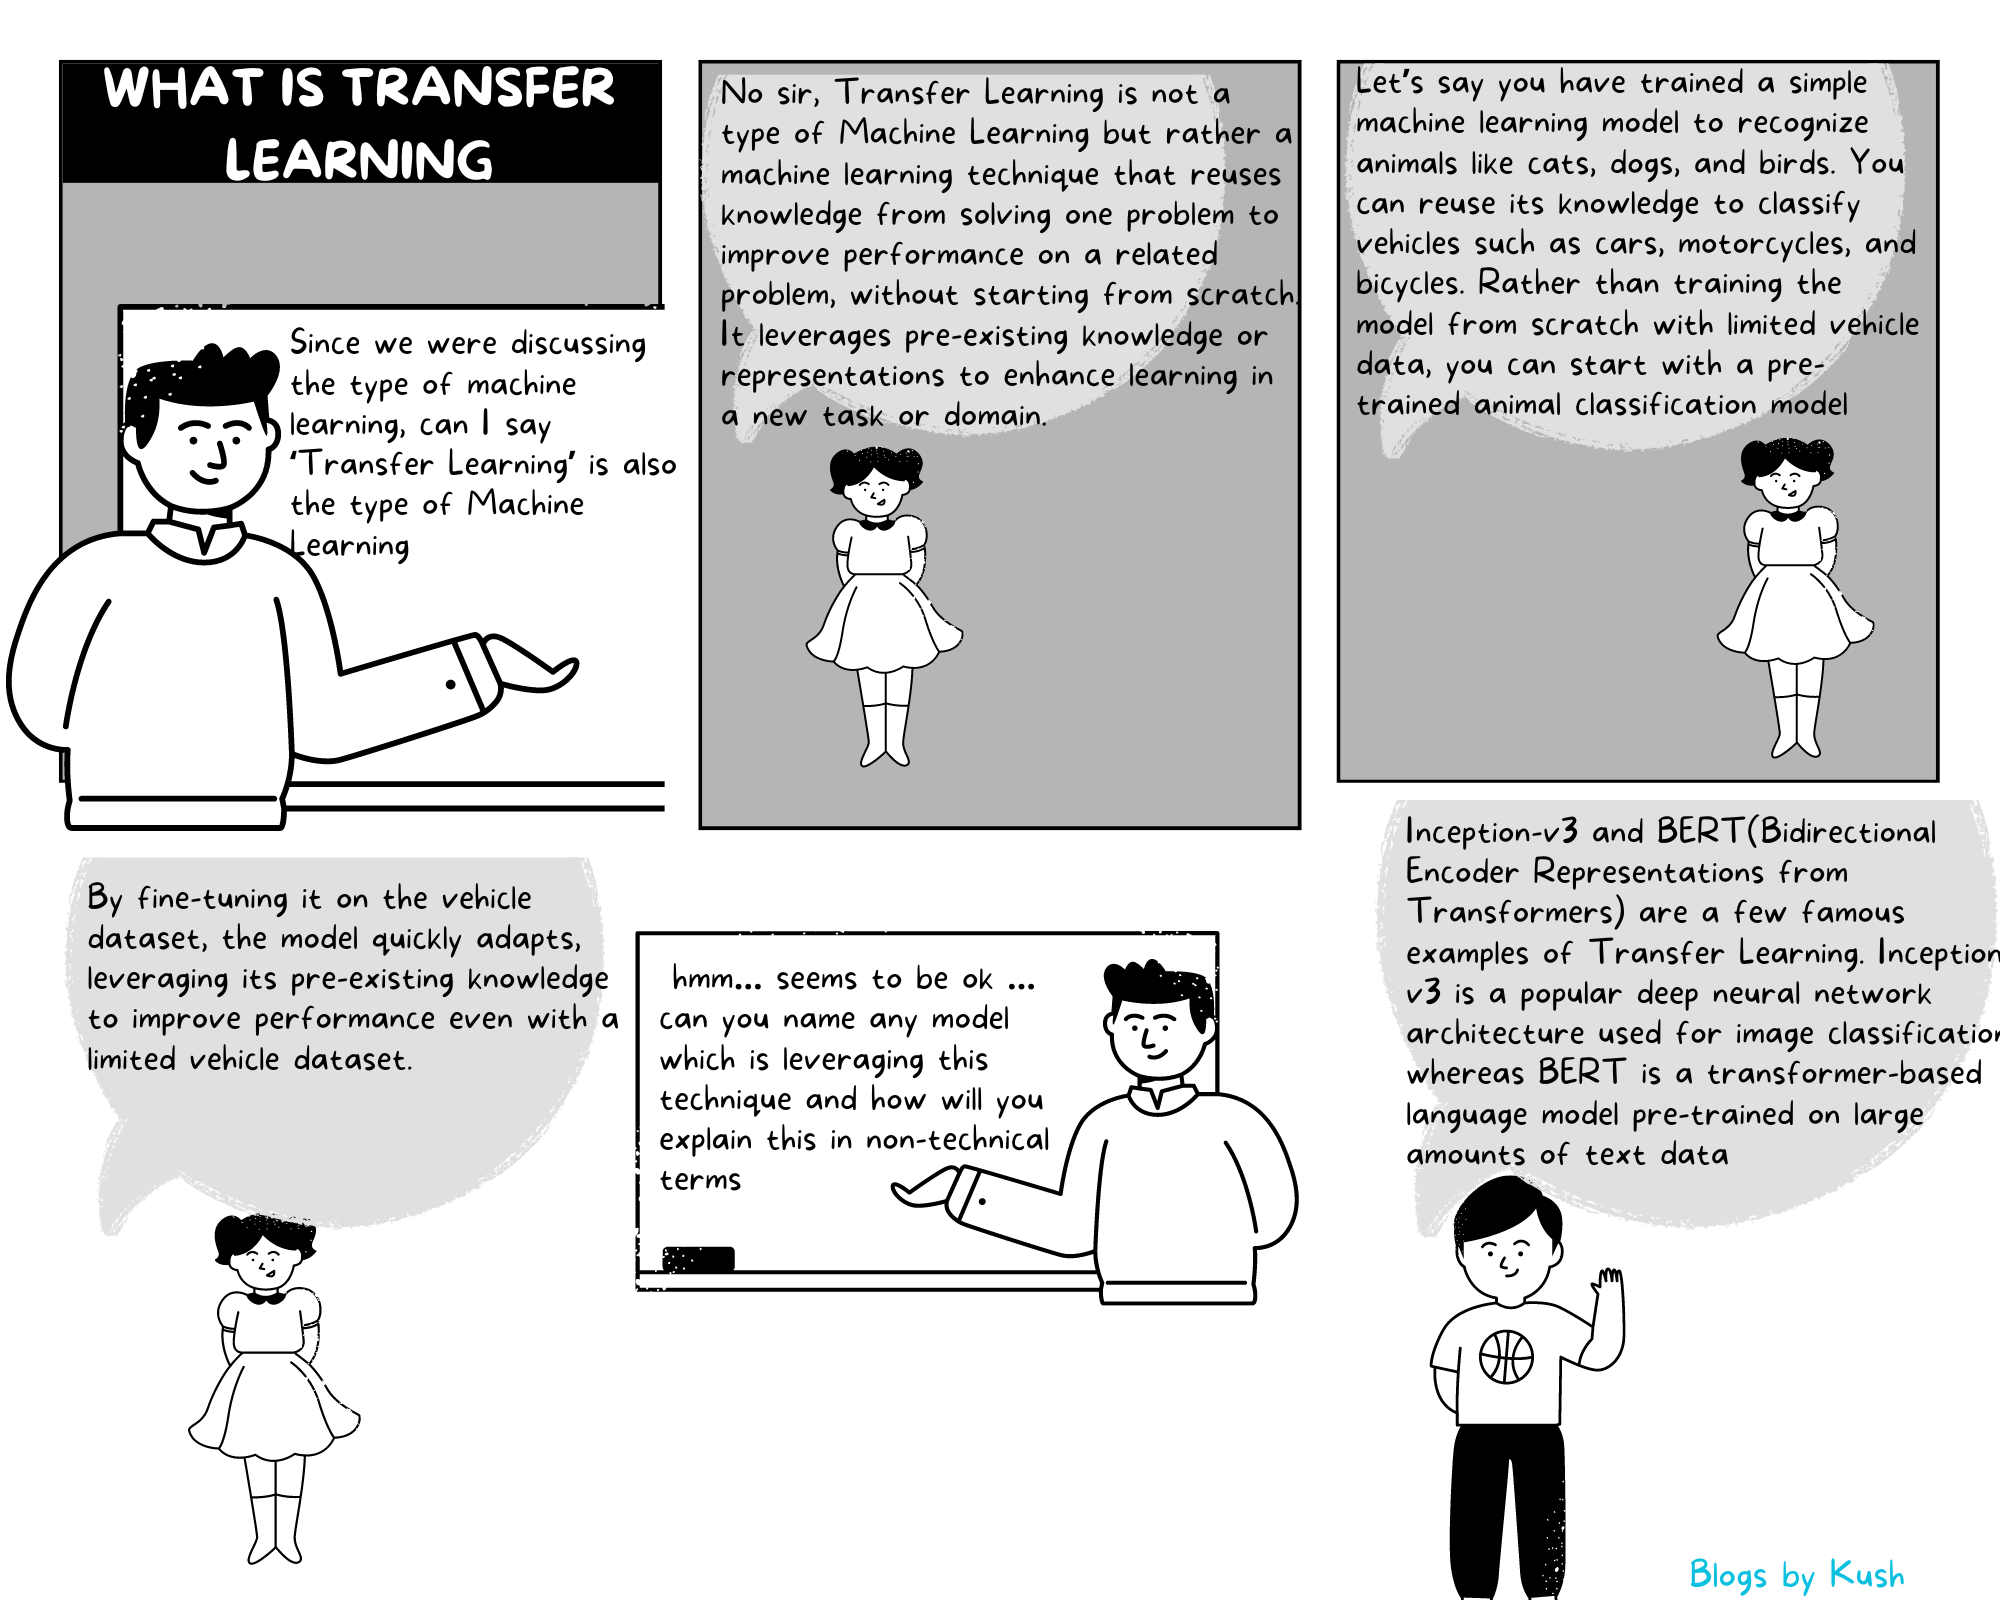 WHAT IS TRANSFER
LEARNING
Since we were discussing
the type of machine
learning, can I say
'Transfer Learning' is also
the type of Machine
Learning
No sir, Transfer Learning is not a
type of Machine Learning but rather a
machine learning technique that reuses
knowledge from solving one problem to
improve performance on a related
problem, without starting from scratch.
It leverages pre-existing knowledge or
representations to enhance learning in
a new task or domain.
Let's say you have trained a simple
machine learning model to recognize
animals like cats, dogs, and birds. You
can reuse its knowledge to classify
vehicles such as cars, motorcycles, and
bicycles. Rather than training the
model from scratch with limited vehicle
data, you can start with a pre-
trained animal classification model
By fine-tuning it on the vehicle
dataset, the model quickly adapts,
leveraging its pre-existing knowledge
to improve performance even with a
limited vehicle dataset.
hmm... seems to be ok ...
can you name any model
which is leveraging this
technique and how will you
explain this in non-technical
terms
Inception-v3 and BERT(Bidirectional
Encoder Representations from
Transformers) are a few famous
examples of Transfer Learning. Inception
v3 is a popular deep neural network
architecture used for image classification
whereas BERT is a transformer-based
language model pre-trained on large
amounts of text data
Blogs by Kush